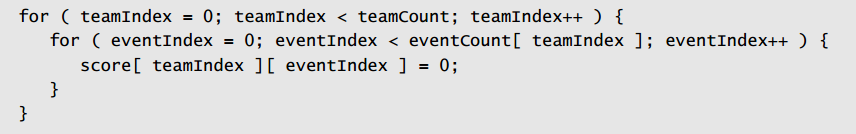 for ( teamIndex = 0; teamIndex < teamCount; teamIndex++ ) {
   for ( eventIndex = 0; eventIndex < eventCount[ teamIndex ]; eventIndex++ ) {
      score[ teamIndex ][ eventIndex ] = 0;
   }
}